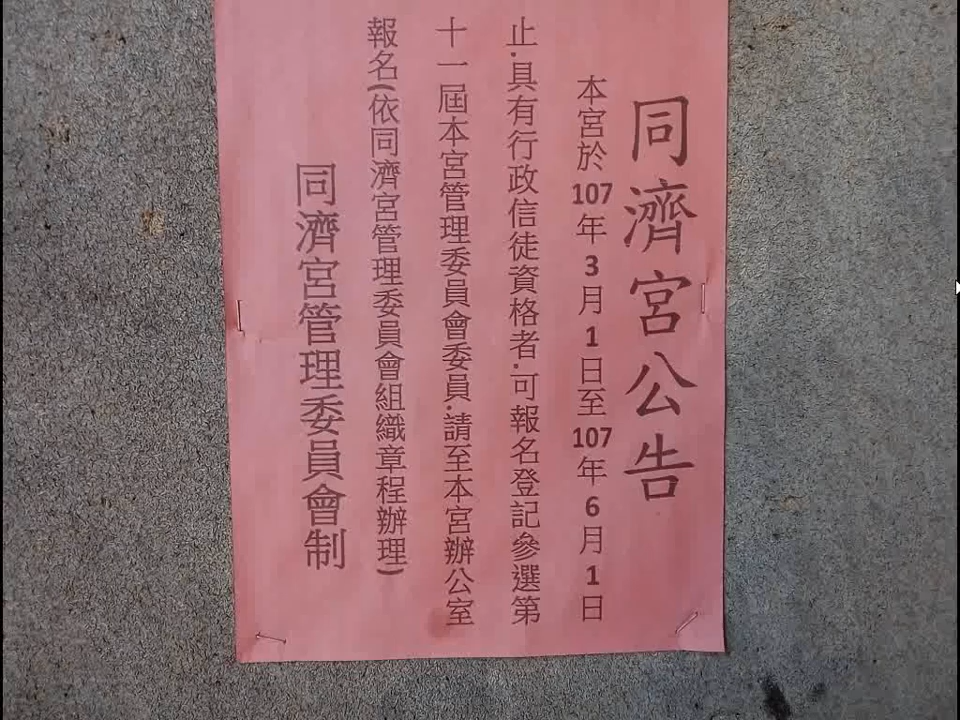 同濟宮公告
本宮於107年3月1日至107年6月1日
止.具有行政信徒資格者.可報名登記參選第
十一屆本宮管理委員會委員.請至本宮辦公室
報名(依同濟宮管理委員會組織章程辦理)
同濟宮管理委員會制